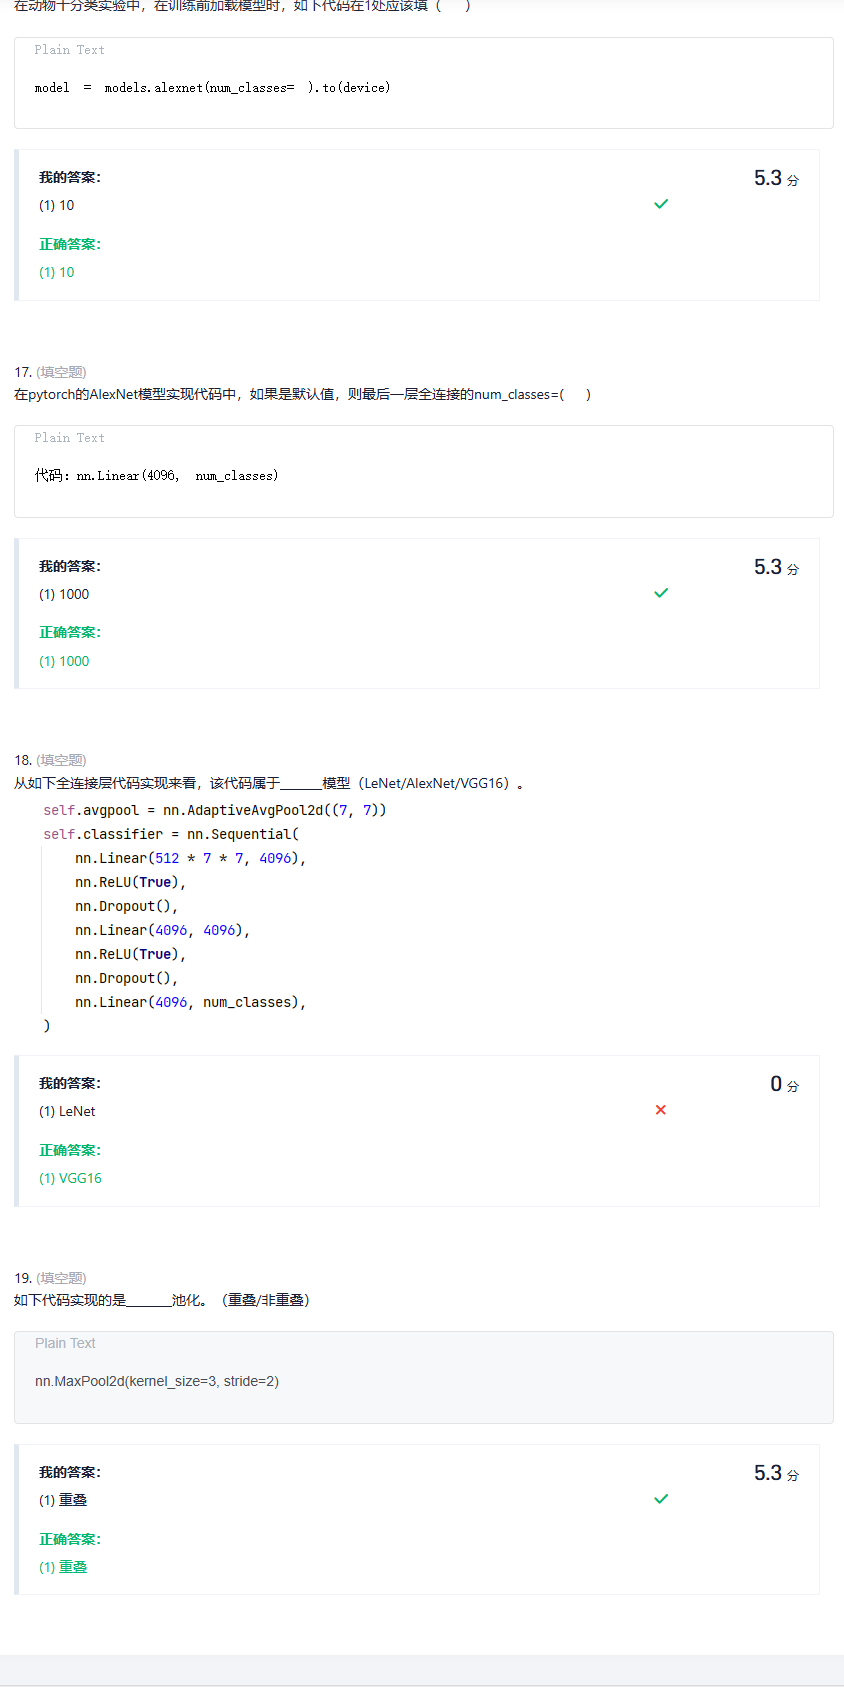 在动物十分类实验中，在训练前加载模型时，如下代码在1处应该填（      ）
Plain Text
model  =  models.alexnet(num_classes=  ).to(device)
我的答案：
5.3 分
(1) 10
正确答案：
(1) 10
17. (填空题)
在pytorch的AlexNet模型实现代码中，如果是默认值，则最后一层全连接的num_classes=(      )
Plain Text
代码：nn.Linear(4096,  num_classes)
我的答案：
5.3 分
(1) 1000
正确答案：
(1) 1000
18. (填空题)
从如下全连接层代码实现来看，该代码属于______模型（LeNet/AlexNet/VGG16）。
self.avgpool = nn.AdaptiveAvgPool2d((7, 7))
self.classifier = nn.Sequential(
nn.Linear(512 * 7 * 7, 4096),
nn.ReLU(True),
nn.Dropout(),
nn.Linear(4096, 4096),
nn.ReLU(True),
nn.Dropout(),
nn.Linear(4096, num_classes),
)
我的答案：
0 分
(1) LeNet
正确答案：
(1) VGG16
19. (填空题)
如下代码实现的是______池化。（重叠/非重叠）
Plain Text
nn.MaxPool2d(kernel_size=3, stride=2)
我的答案：
5.3 分
(1) 重叠
正确答案：
(1) 重叠